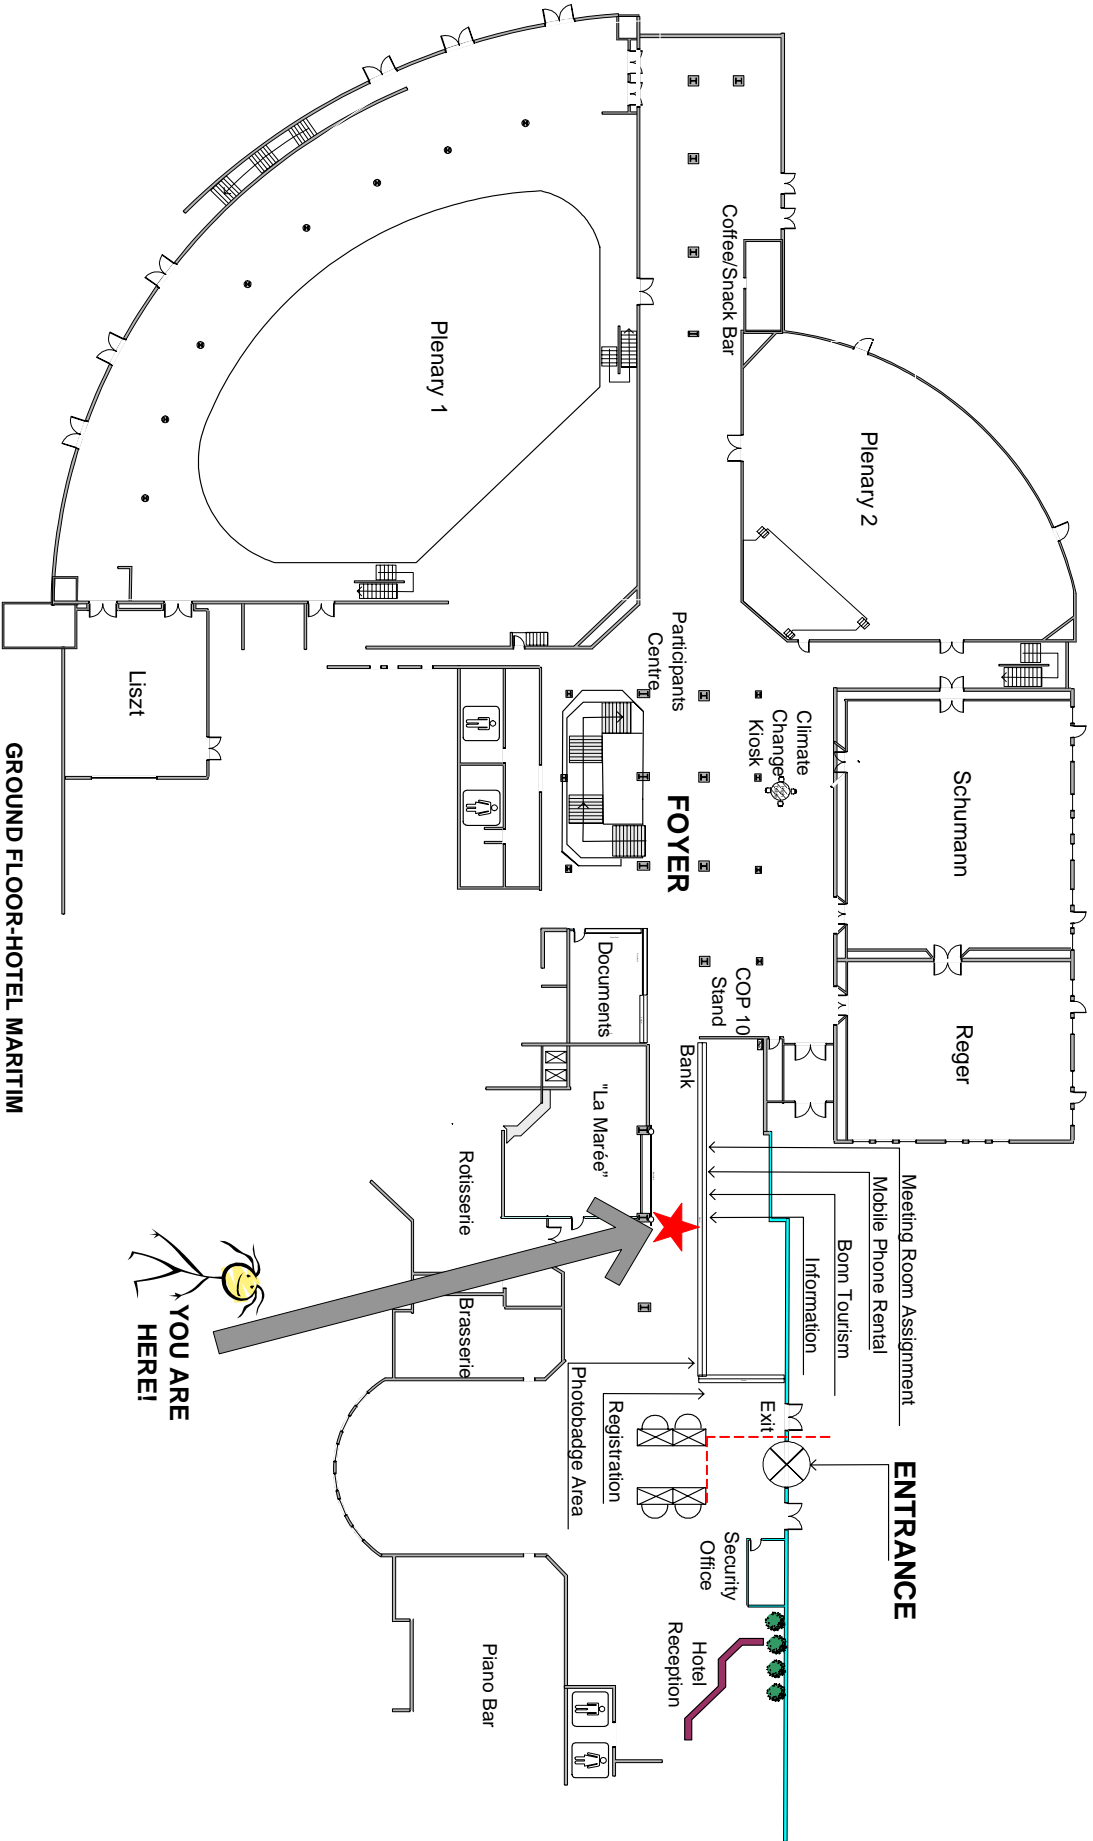 GROUND FLOOR-HOTEL MARITIM
Plenary 1
Plenary 2
Coffee/Snack Bar
Participants
Centre
Climate
Change
Kiosk
FOYER
Liszt
Schumann
Reger
Documents
COP 10
Stand
Bank
"La Marée"
Rotisserie
Brasserie
Meeting Room Assignment
Mobile Phone Rental
Bonn Tourism
Information
Photobadge Area
Registration
Exit
ENTRANCE
Security
Office
Hotel
Reception
Piano Bar
YOU ARE
HERE!